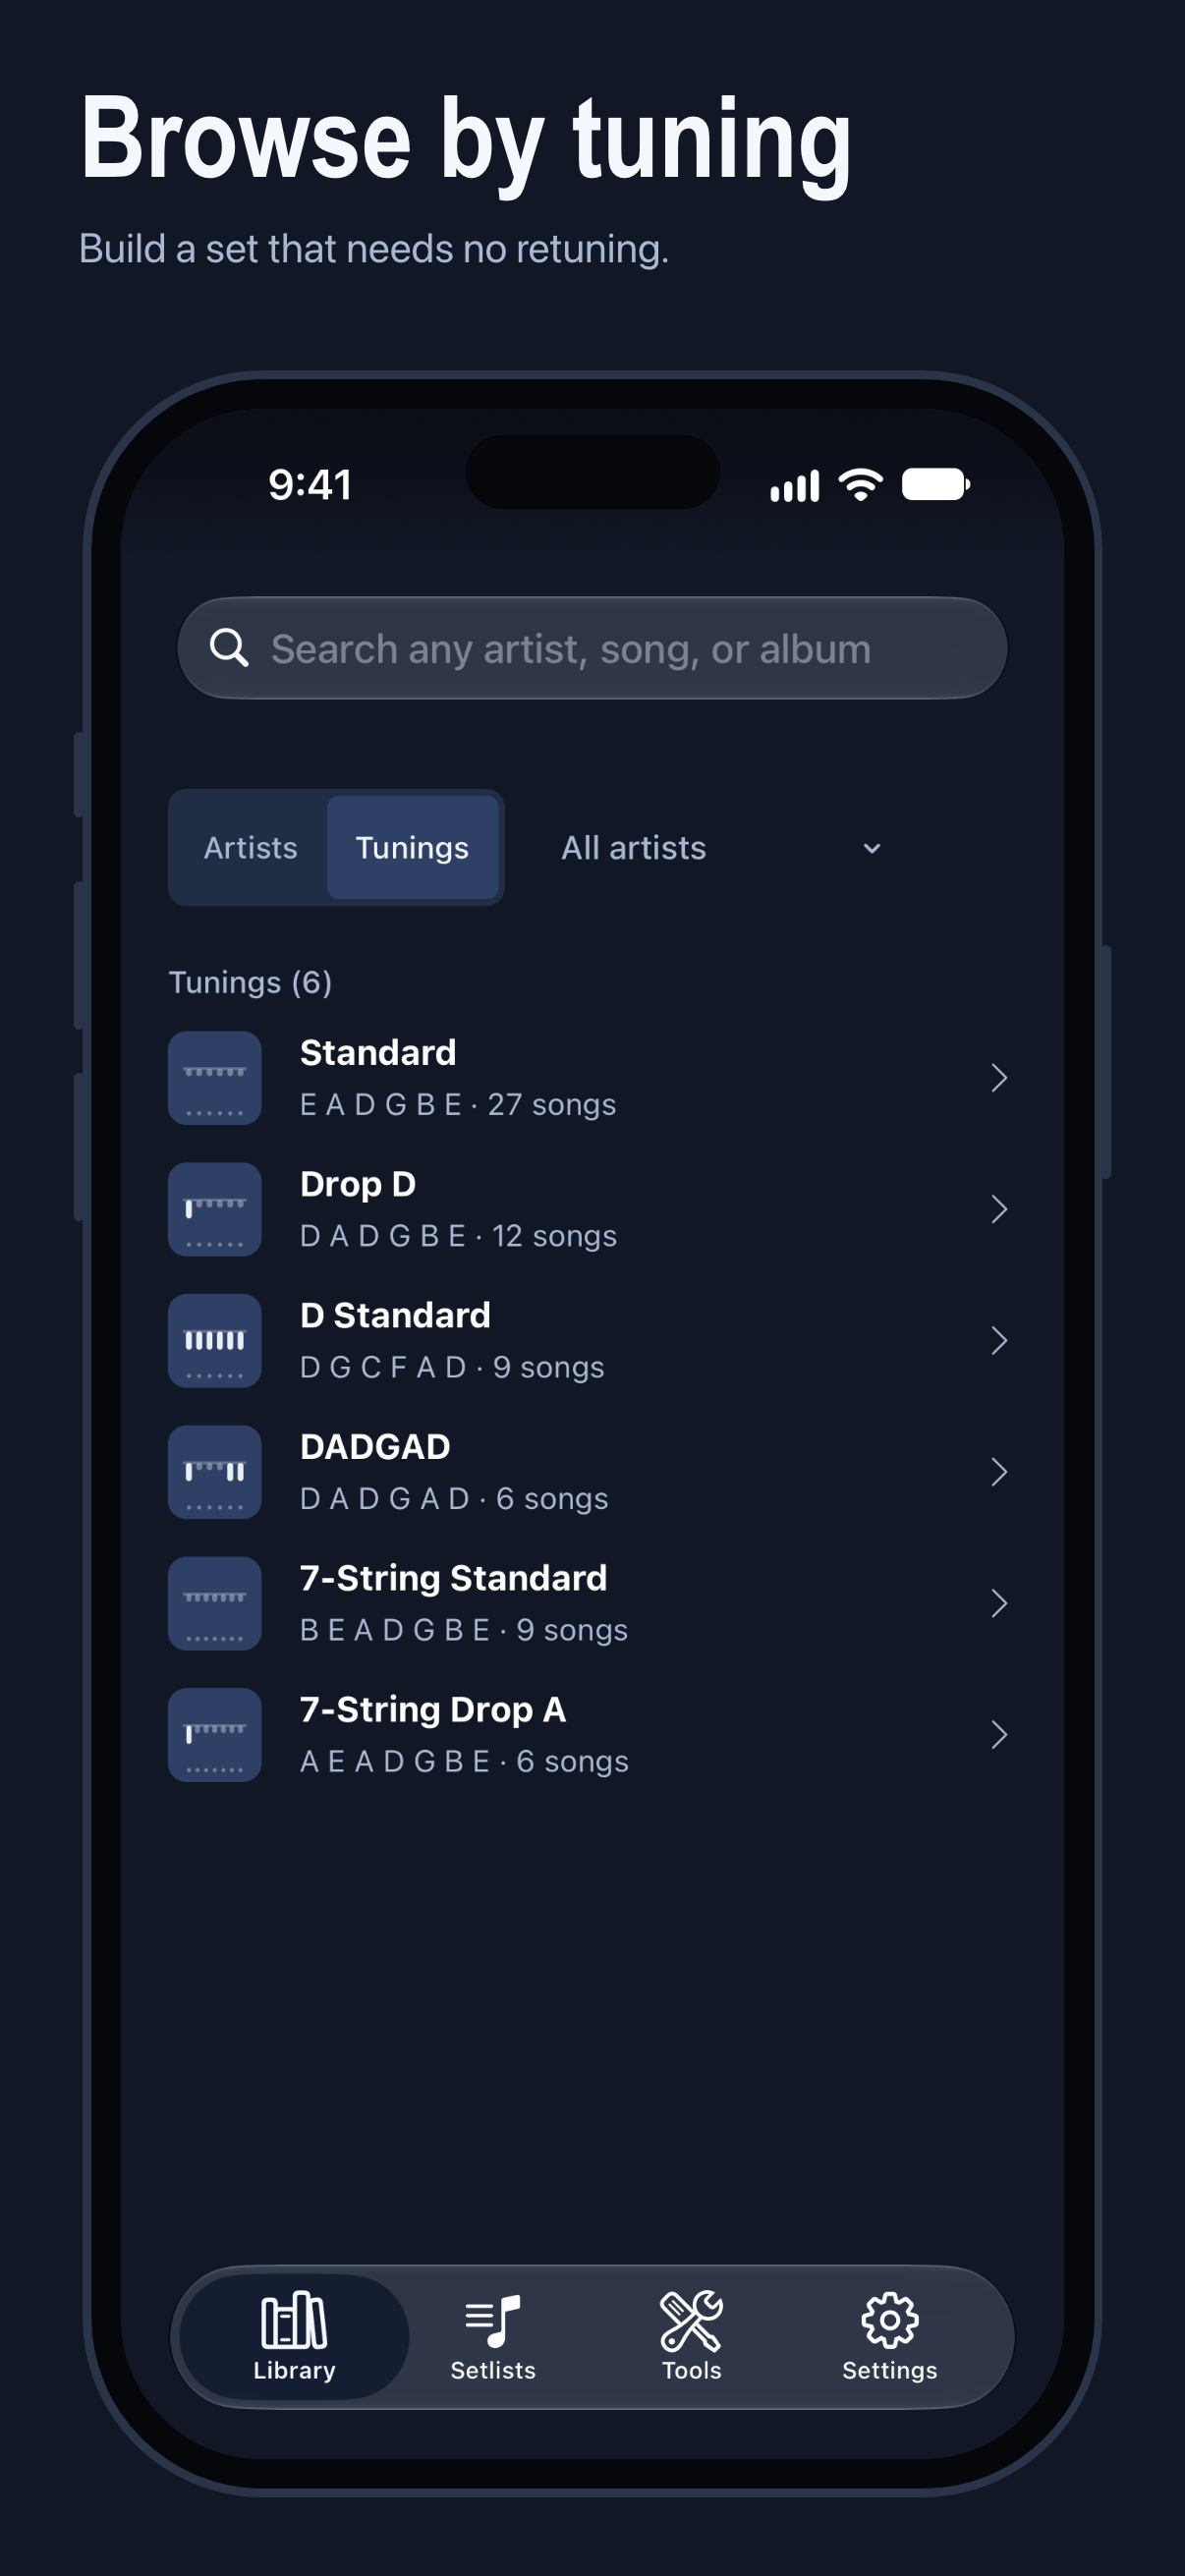 Browse by tuning
Build a set that needs no retuning.
9:41
Search any artist, song, or album
Artists
Tunings
All artists
Tunings (6)
Standard
E A D G B E · 27 songs
Drop D
D A D G B E · 12 songs
D Standard
D G C F A D · 9 songs
DADGAD
D A D G A D · 6 songs
7-String Standard
B E A D G B E · 9 songs
7-String Drop A
A E A D G B E · 6 songs
Library
Setlists
Tools
Settings